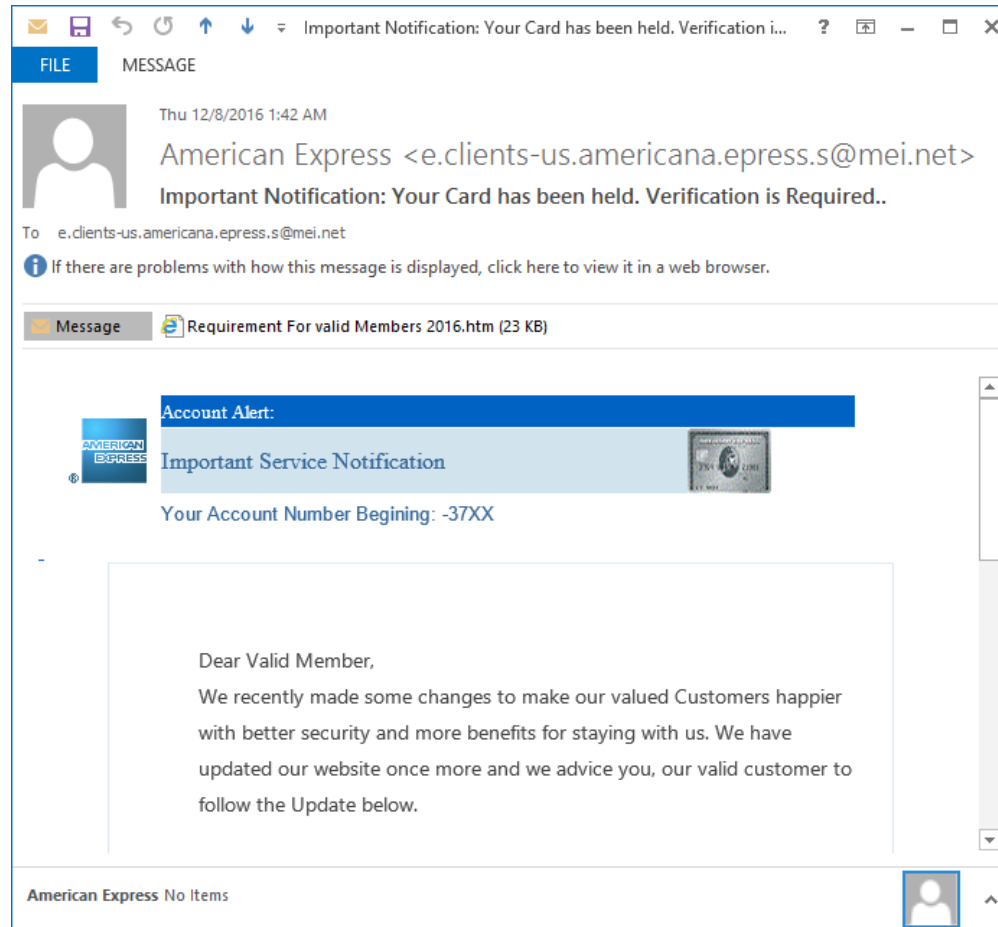 Important Notification: Your Card has been held. Verification i... ?
FILE MESSAGE
Thu 12/8/2016 1:42 AM
American Express <e.clients-us.americana.epress.s@mei.net>
Important Notification: Your Card has been held. Verification is Required..
To e.clients-us.americana.epress.s@mei.net
If there are problems with how this message is displayed, click here to view it in a web browser.
Message Requirement For valid Members 2016.htm (23 KB)
Account Alert:
AMERICAN
EXPRESS
®
Important Service Notification
Your Account Number Begining: -37XX
-
Dear Valid Member,
We recently made some changes to make our valued Customers happier
with better security and more benefits for staying with us. We have
updated our website once more and we advice you, our valid customer to
follow the Update below.
American Express No Items